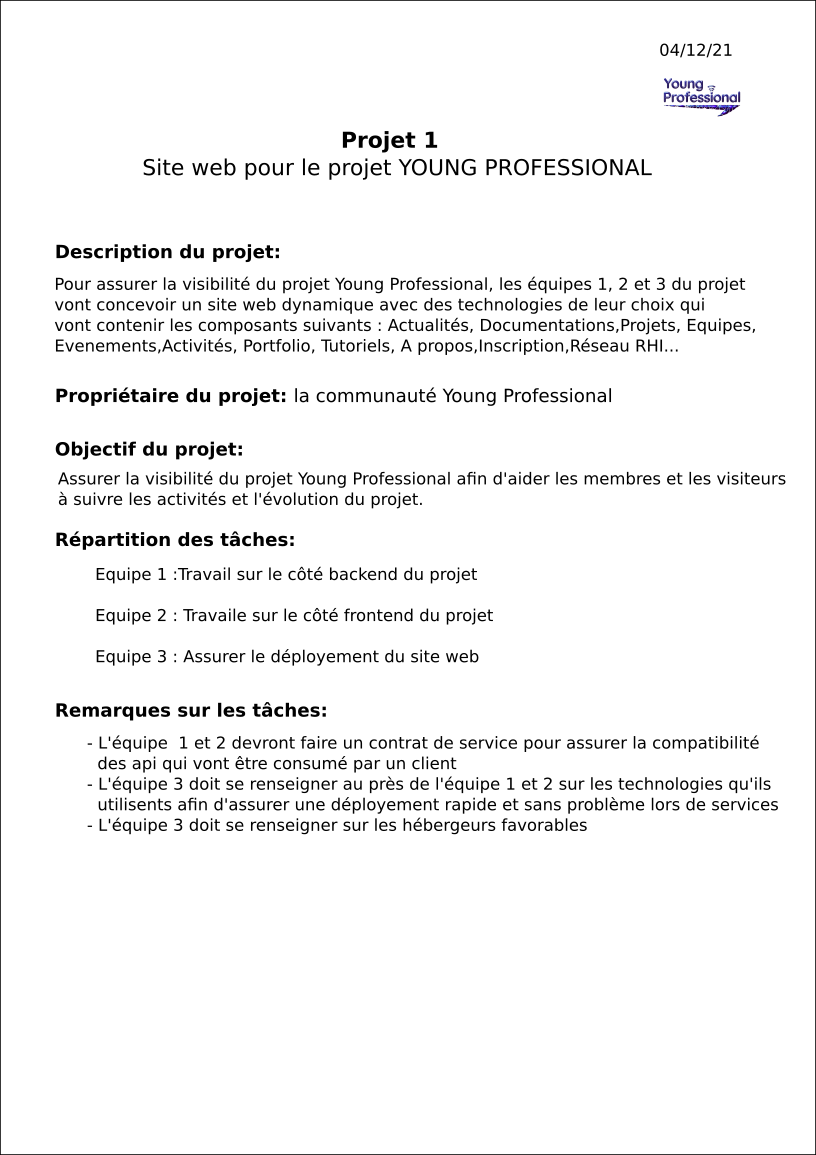 04/12/21
Young
Professional
Projet 1
Site web pour le projet YOUNG PROFESSIONAL
Description du projet:
Pour assurer la visibilité du projet Young Professional, les équipes 1, 2 et 3 du projet
vont concevoir un site web dynamique avec des technologies de leur choix qui
vont contenir les composants suivants : Actualités, Documentations,Projets, Equipes,
Evenements,Activités, Portfolio, Tutoriels, A propos,Inscription,Réseau RHI...
Propriétaire du projet: la communauté Young Professional
Objectif du projet:
Assurer la visibilité du projet Young Professional afin d'aider les membres et les visiteurs
à suivre les activités et l'évolution du projet.
Répartition des tâches:
Equipe 1 :Travail sur le côté backend du projet
Equipe 2 : Travaile sur le côté frontend du projet
Equipe 3 : Assurer le déployement du site web
Remarques sur les tâches:
- L'équipe  1 et 2 devront faire un contrat de service pour assurer la compatibilité
des api qui vont être consumé par un client
- L'équipe 3 doit se renseigner au près de l'équipe 1 et 2 sur les technologies qu'ils
utilisents afin d'assurer une déployement rapide et sans problème lors de services
- L'équipe 3 doit se renseigner sur les hébergeurs favorables